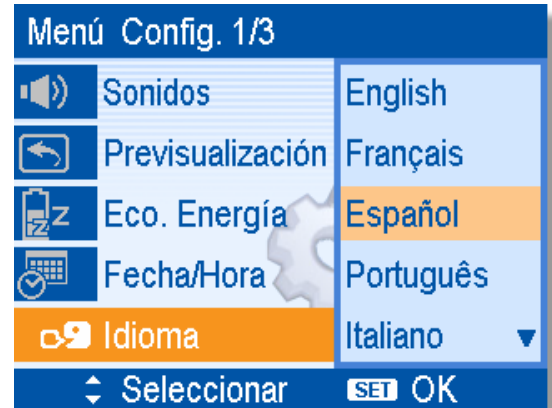 Menú Config. 1/3
Sonidos
Previsualización
Eco. Energía
Fecha/Hora
Idioma
English
Français
Español
Português
Italiano
Seleccionar SET OK